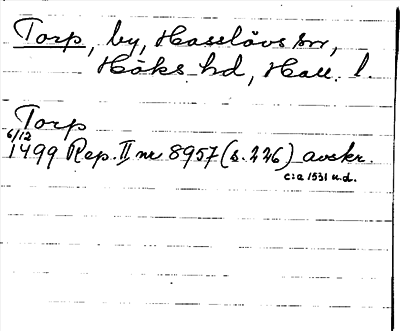 Torp, by, Hasslövs sn,
Höks hd, Hall. l.
Torp
6/12
1499 Rep. II nr 8957 (s. 226) avskr.
c:a 1531 u.d.